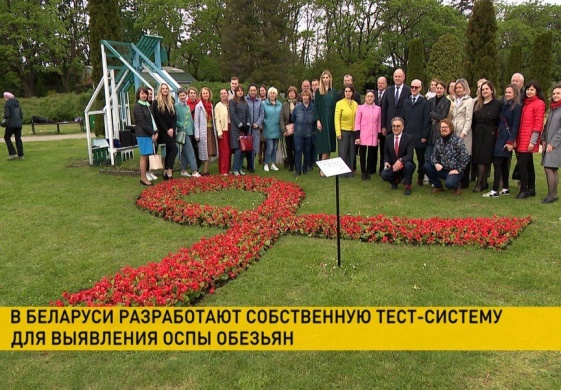 В БЕЛАРУСИ РАЗРАБОТАЮТ СОБСТВЕННУЮ ТЕСТ-СИСТЕМУ
ДЛЯ ВЫЯВЛЕНИЯ ОСПЫ ОБЕЗЬЯН